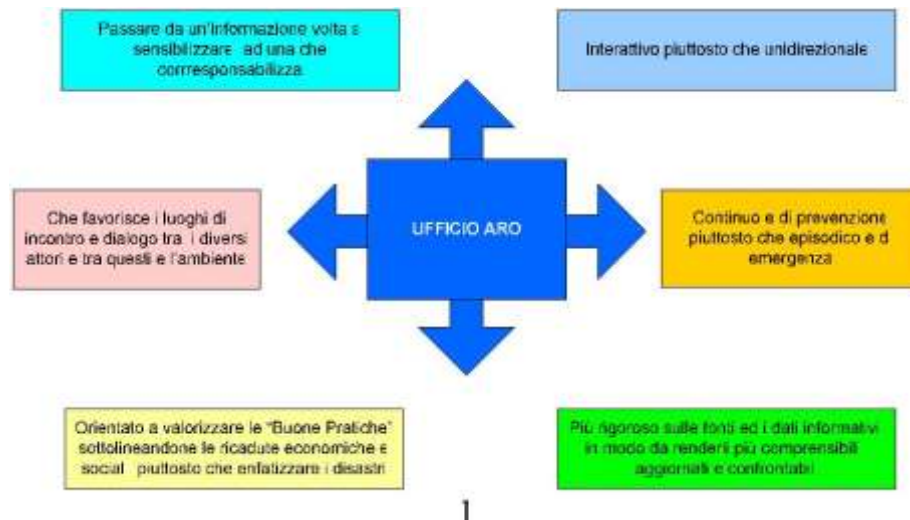 Passare da un'informazione volta a
sensibilizzare ad una che
corrresponsabilizza
Interattivo piuttosto che unidirezionale
Che favorisce i luoghi di
incontro e dialogo tra i diversi
attori e tra questi e l'ambiente
UFFICIO ARO
Continuo e di prevenzione
piuttosto che episodico e d
emergenza
Orientato a valorizzare le "Buone Pratiche"
sottolineandone le ricadute economiche e
social piuttosto che enfatizzare i disastri
Più rigoroso sulle fonti ed i dati informativi
in modo da renderli più comprensibili
aggiornati e confrontabili
1